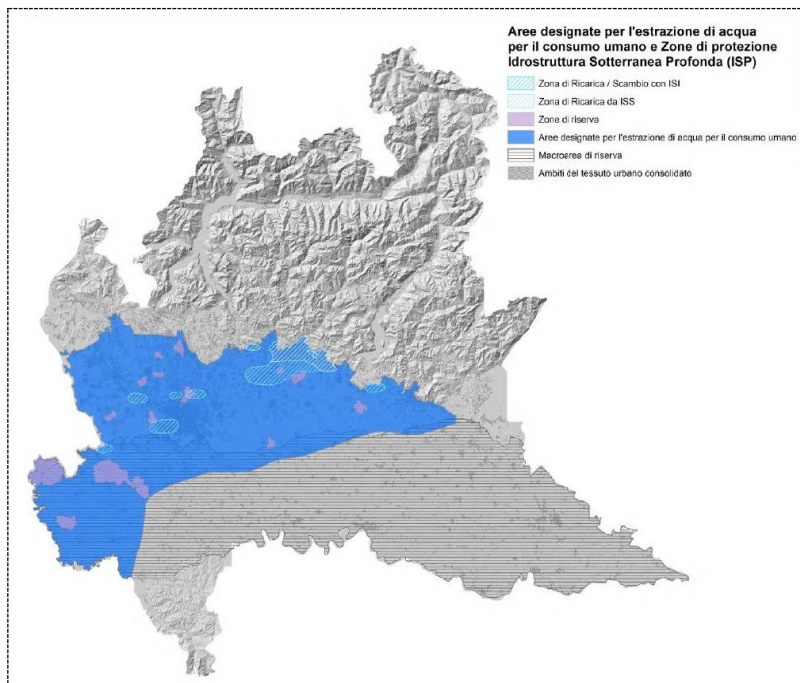 Aree designate per l'estrazione di acqua
per il consumo umano e Zone di protezione
Idrostruttura Sotterranea Profonda (ISP)
Zona di Ricarica / Scambio con ISI
Zona di Ricarica da ISS
Zone di riserva
Aree designate per l'estrazione di acqua per il consumo umano
Macroarea di riserva
Ambiti del tessuto urbano consolidato